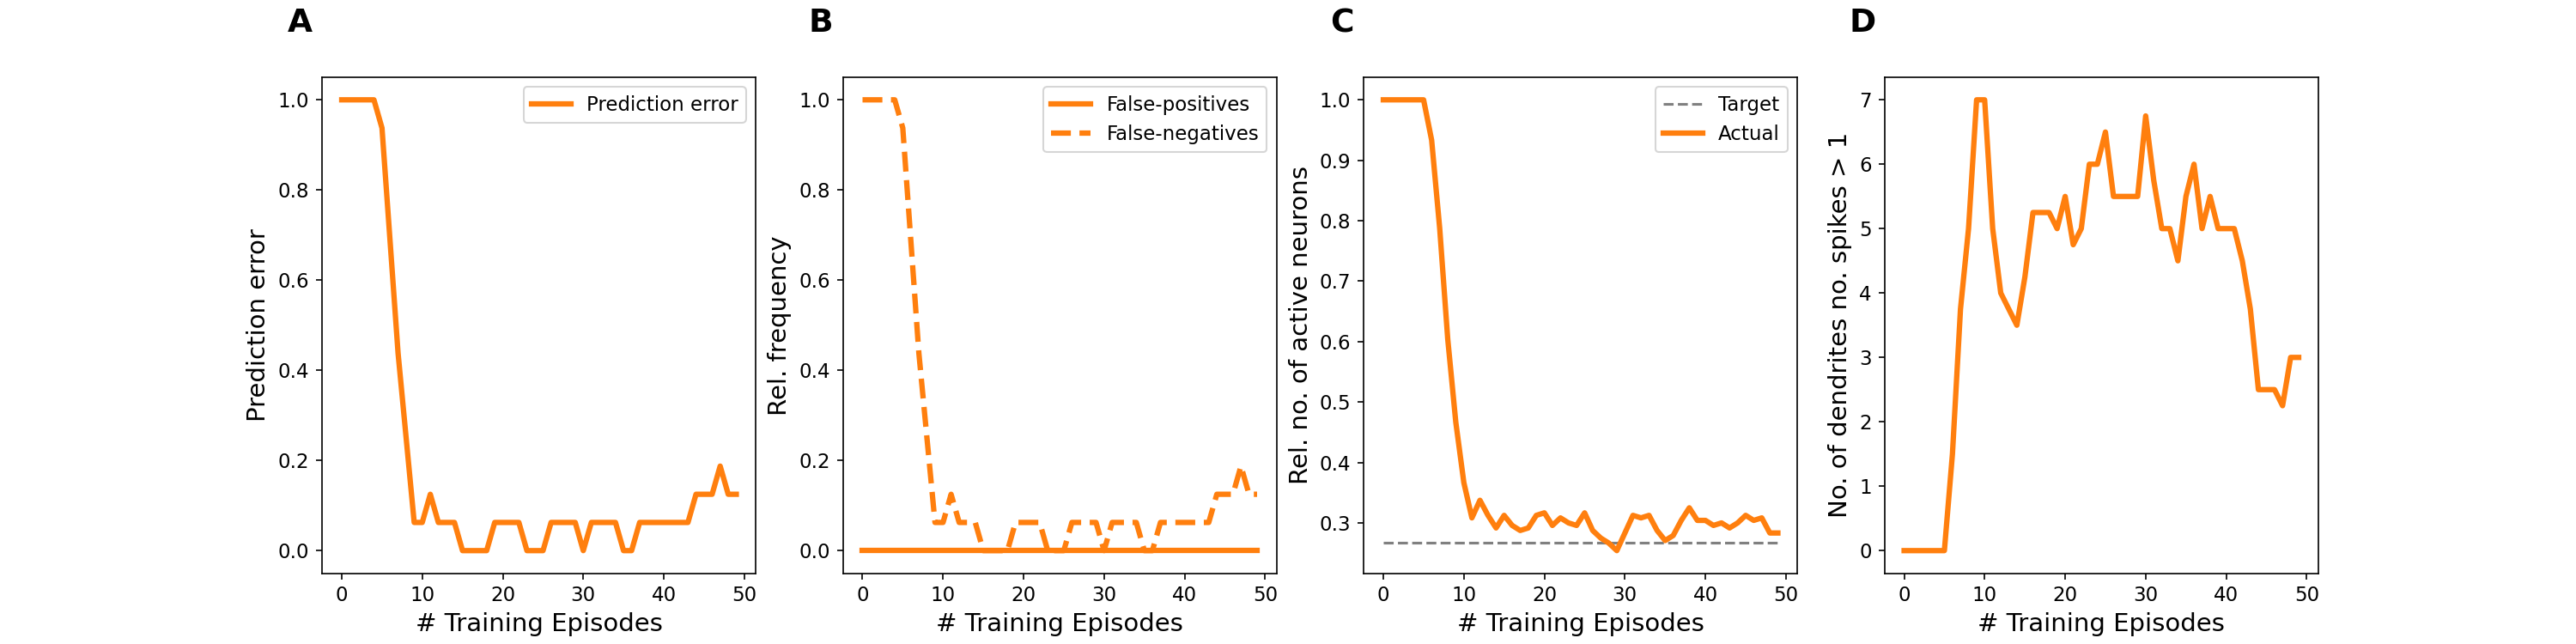 A
Prediction error
1.0
0.8
0.6
0.4
0.2
0.0
0 10 20 30 40 50
# Training Episodes
Prediction error
B
Rel. frequency
1.0
0.8
0.6
0.4
0.2
0.0
0 10 20 30 40 50
# Training Episodes
False-positives
False-negatives
C
Rel. no. of active neurons
1.0
0.9
0.8
0.7
0.6
0.5
0.4
0.3
0 10 20 30 40 50
# Training Episodes
Target
Actual
D
No. of dendrites no. spikes > 1
7
6
5
4
3
2
1
0
0 10 20 30 40 50
# Training Episodes